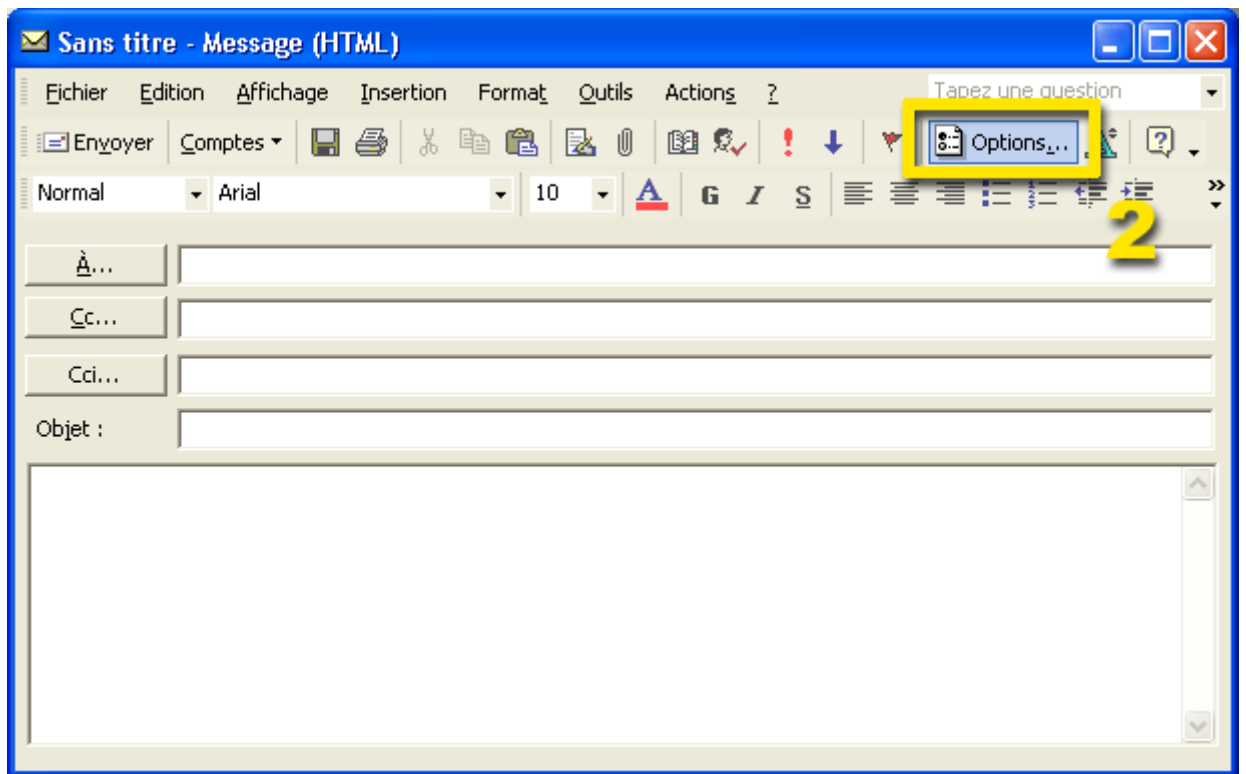 Sans titre - Message (HTML)
Fichier Edition Affichage Insertion Format Outils Actions ? Tapez une question
Envoyer Comptes Options...
Normal Arial 10 A G I S
2
À...
Cc...
Cci...
Objet :